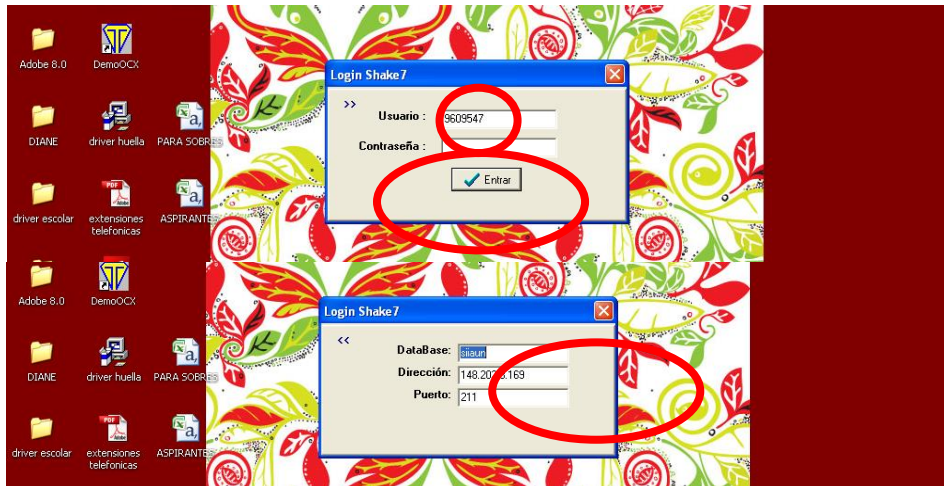 Adobe 8.0
DemoOCX
Login Shake7
>>
Usuario :
9609547
Contraseña :
Entrar
DIANE
driver huella
PARA SOBRES
driver escolar
extensiones
telefonicas
ASPIRANTES
Adobe 8.0
DemoOCX
Login Shake7
<<
DataBase:
siiaun
Dirección:
Puerto:
211
DIANE
driver huella
PARA SOBRES
driver escolar
extensiones
telefonicas
ASPIRANTES